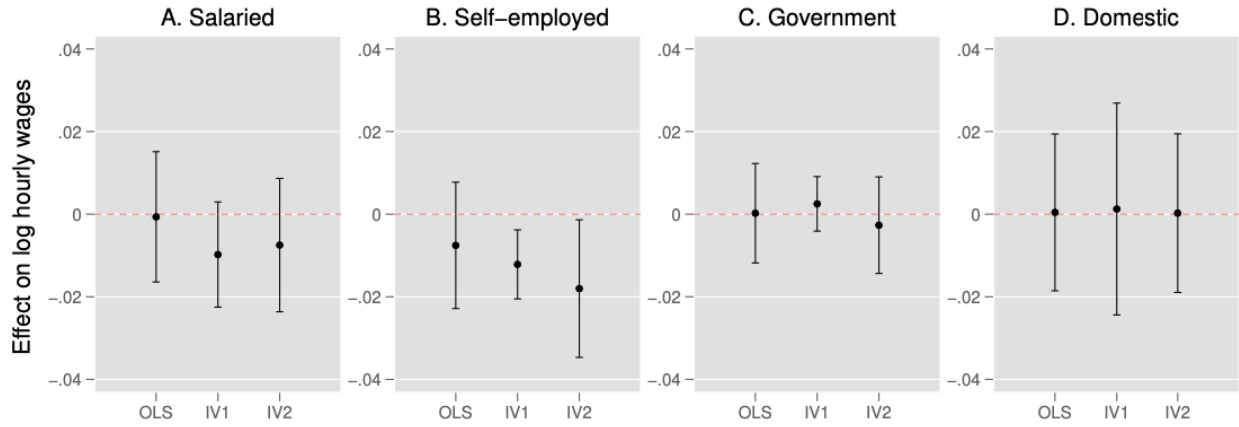 A. Salaried
B. Self−employed
C. Government
D. Domestic
Effect on log hourly wages
.04
.02
0
−.02
−.04
OLS IV1 IV2
.04
.02
0
−.02
−.04
OLS IV1 IV2
.04
.02
0
−.02
−.04
OLS IV1 IV2
.04
.02
0
−.02
−.04
OLS IV1 IV2